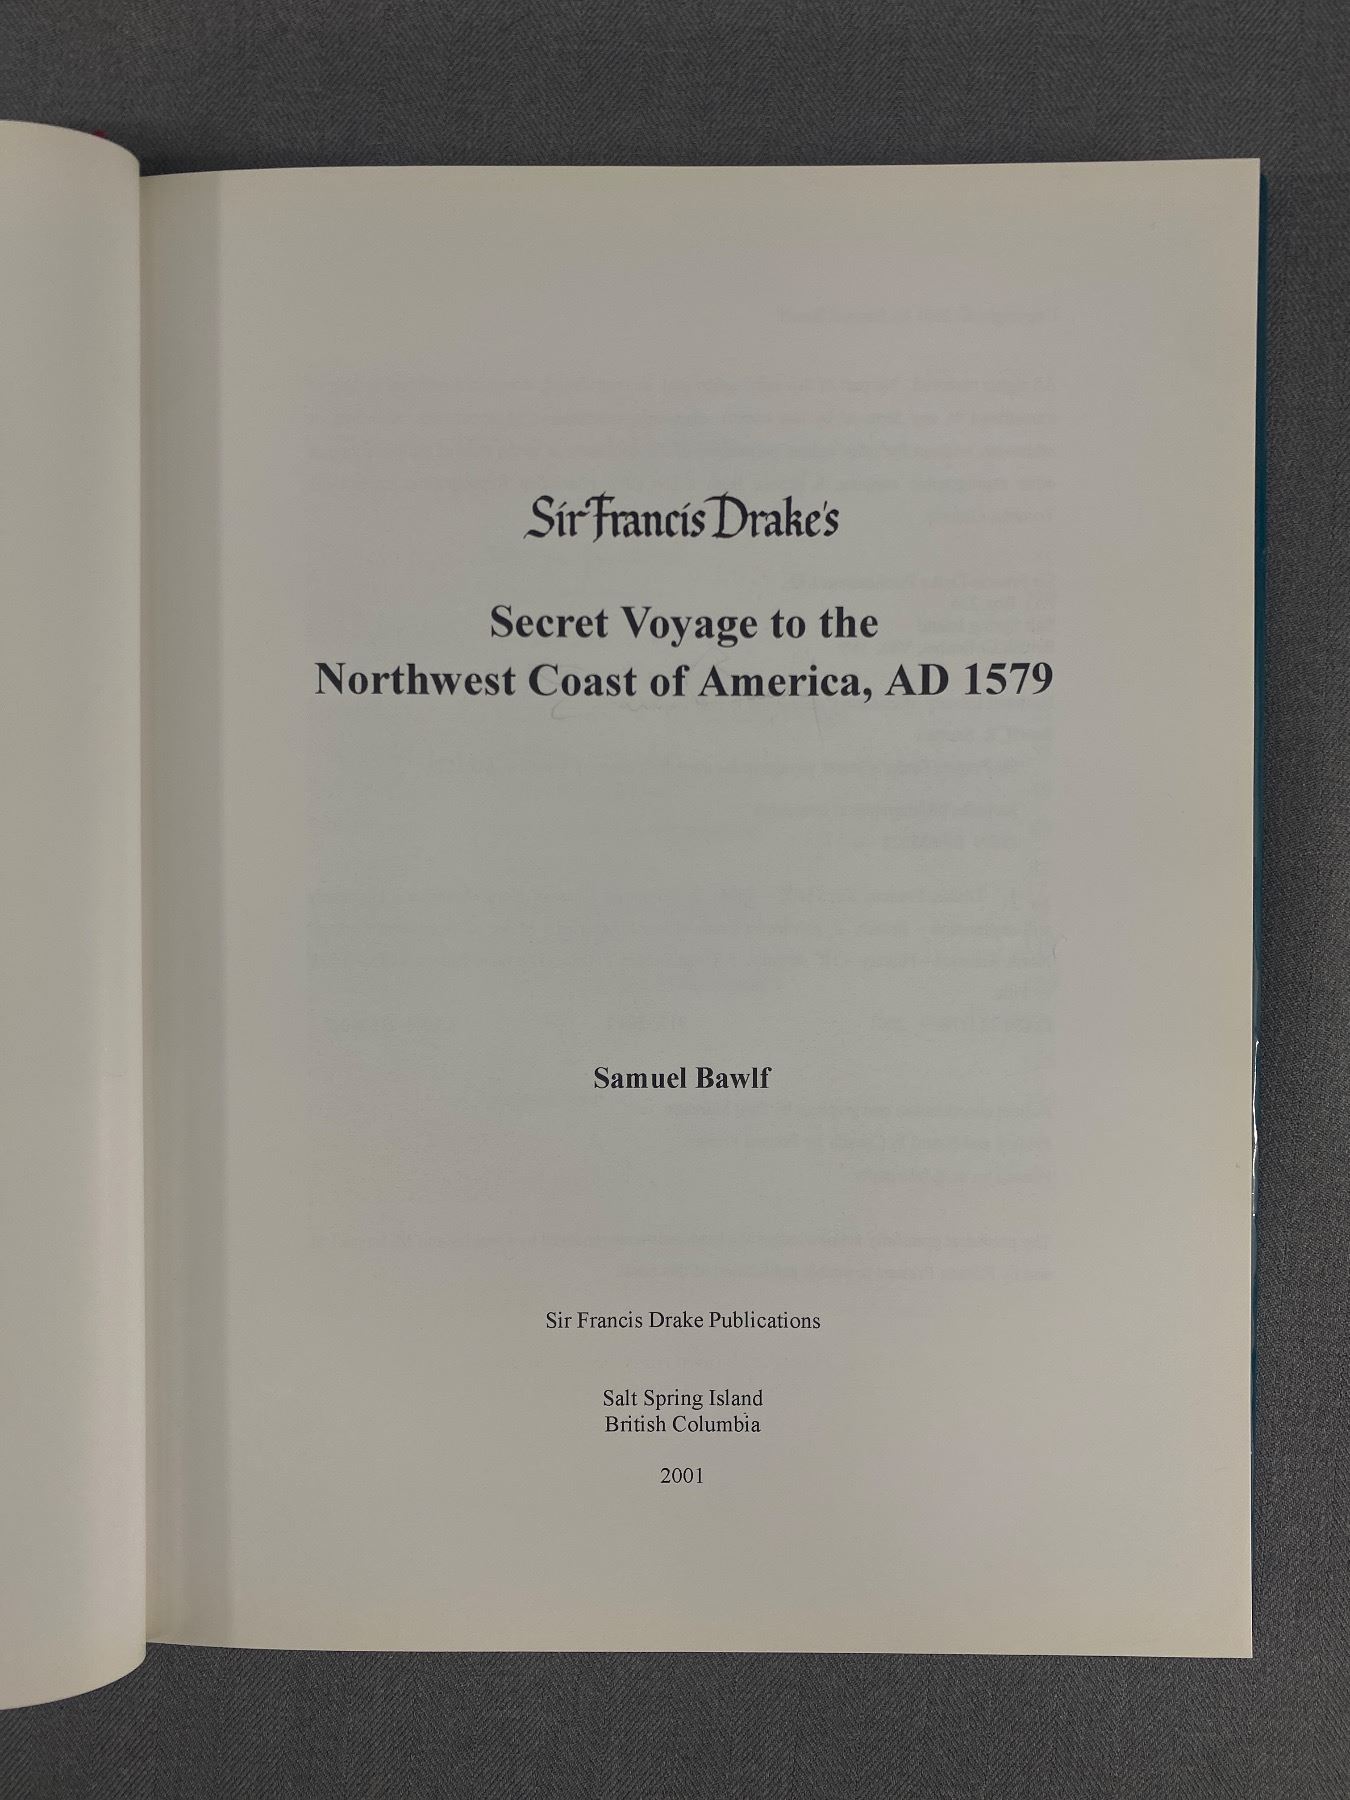 Sir Francis Drake's
Secret Voyage to the
Northwest Coast of America, AD 1579
Samuel Bawlf
Sir Francis Drake Publications
Salt Spring Island
British Columbia
2001